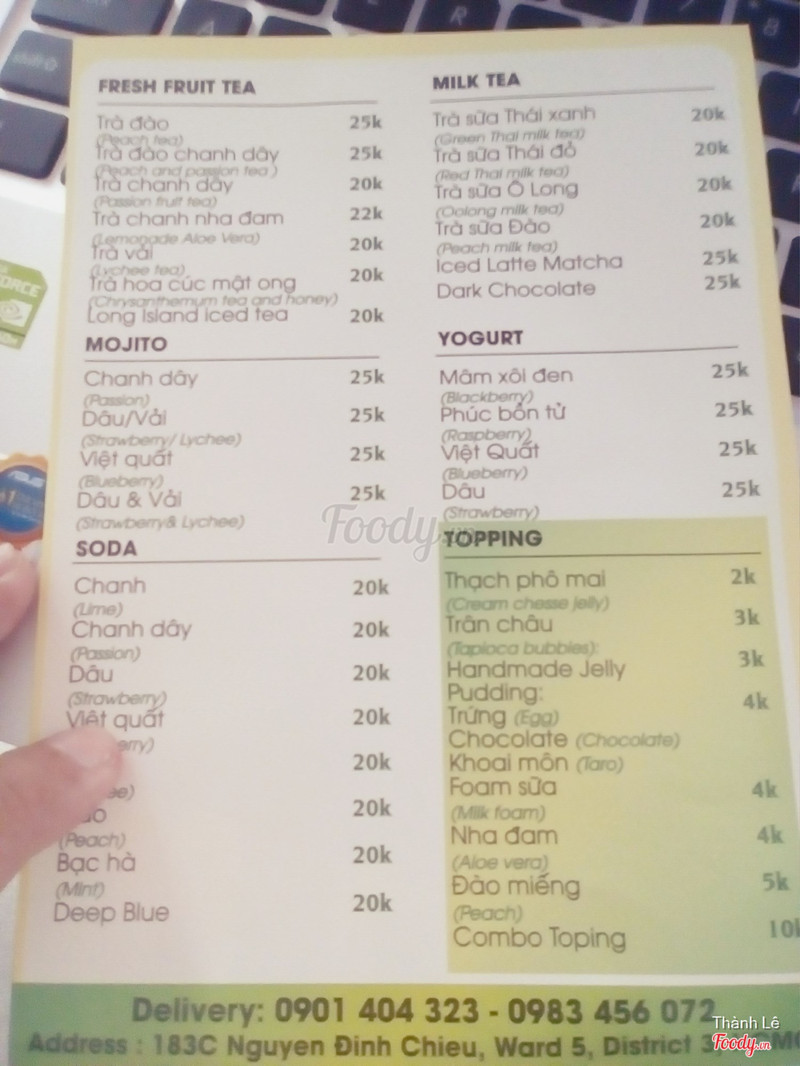 FRESH FRUIT TEA
Trà đào 25k
(Peach tea)
Trà đào chanh dây 25k
(Peach and passion tea )
Trà chanh dây 20k
(Passion fruit tea)
Trà chanh nha đam 22k
(Lemonade Aloe Vera)
Trà vải 20k
(Lychee tea)
Trà hoa cúc mật ong 20k
(Chrysanthemum tea and honey)
Long Island iced tea 20k
MOJITO
Chanh dây 25k
(Passion)
Dâu/Vải 25k
(Strawberry/ Lychee)
Việt quất 25k
(Blueberry)
Dâu & Vải 25k
(Strawberry& Lychee)
SODA
Chanh 20k
(Lime)
Chanh dây 20k
(Passion)
Dâu 20k
(Strawberry)
Việt quất 20k
20k
20k
(Peach)
Bạc hà 20k
(Mint)
Deep Blue 20k
MILK TEA
Trà sữa Thái xanh 20k
(Green Thai milk tea)
Trà sữa Thái đỏ 20k
(Red Thai milk tea)
Trà sữa Ô Long 20k
(Oolong milk tea)
Trà sữa Đào 20k
(Peach milk tea)
Iced Latte Matcha 25k
Dark Chocolate 25k
YOGURT
Mâm xôi đen 25k
(Blackberry)
Phúc bồn tử 25k
(Raspberry)
Việt Quất 25k
(Blueberry)
Dâu 25k
(Strawberry)
TOPPING
Thạch phô mai 2k
(Cream chesse jelly)
Trân châu 3k
(Tapioca bubbles):
Handmade Jelly 3k
Pudding: 4k
Trứng (Egg)
Chocolate (Chocolate)
Khoai môn (Taro)
Foam sữa 4k
(Milk foam)
Nha đam 4k
(Aloe vera)
Đào miếng 5k
(Peach)
Combo Toping 10k
Delivery: 0901 404 323 - 0983 456 072
Address : 183C Nguyen Đinh Chieu, Ward 5, District 3
Foody
Thành Lê
Foody.vn